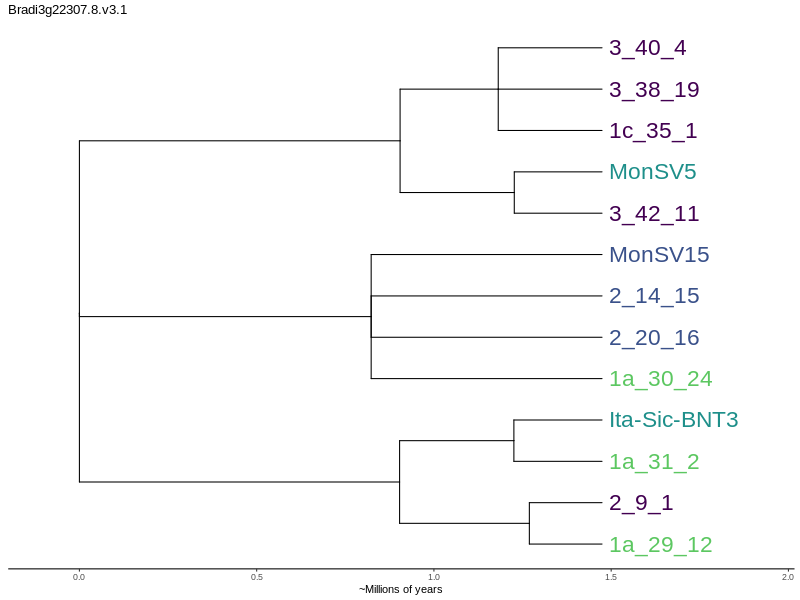 Bradi3g22307.8.v3.1
3_40_4
3_38_19
1c_35_1
MonSV5
3_42_11
MonSV15
2_14_15
2_20_16
1a_30_24
Ita-Sic-BNT3
1a_31_2
2_9_1
1a_29_12
0.0 0.5 1.0 1.5 2.0
~Millions of years